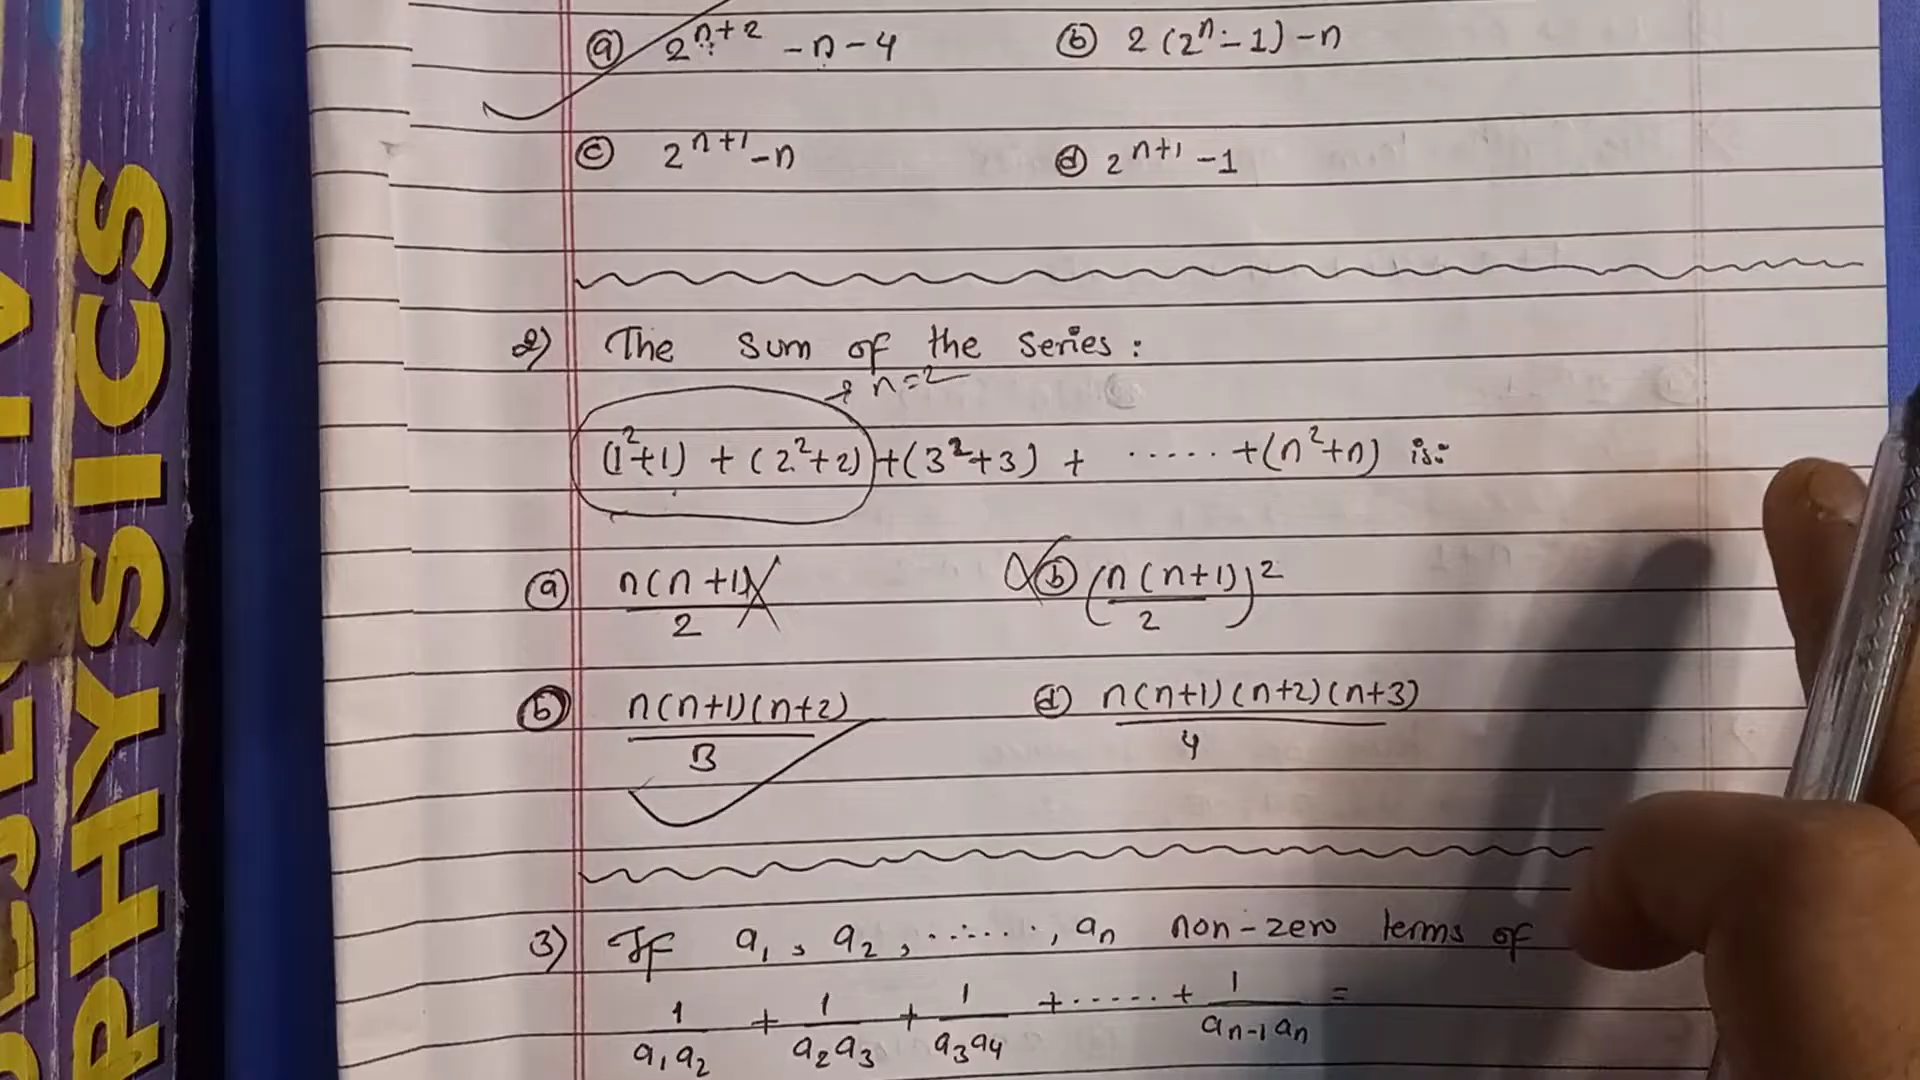 ⓐ 2^(n+2) - n - 4 ⓑ 2(2^n - 1) - n
ⓒ 2^(n+1) - n ⓓ 2^(n+1) - 1
2) The sum of the series:
n=2
(1²+1) + (2²+2) + (3²+3) + ..... + (n²+n) is:
ⓐ n(n+1)/2 ⓑ (n(n+1)/2)²
ⓑ n(n+1)(n+2)/3 ⓓ n(n+1)(n+2)(n+3)/4
3) If a₁, a₂, ......, aₙ non-zero terms of
1/a₁a₂ + 1/a₂a₃ + 1/a₃a₄ + ..... + 1/aₙ₋₁aₙ =
PHYSICS